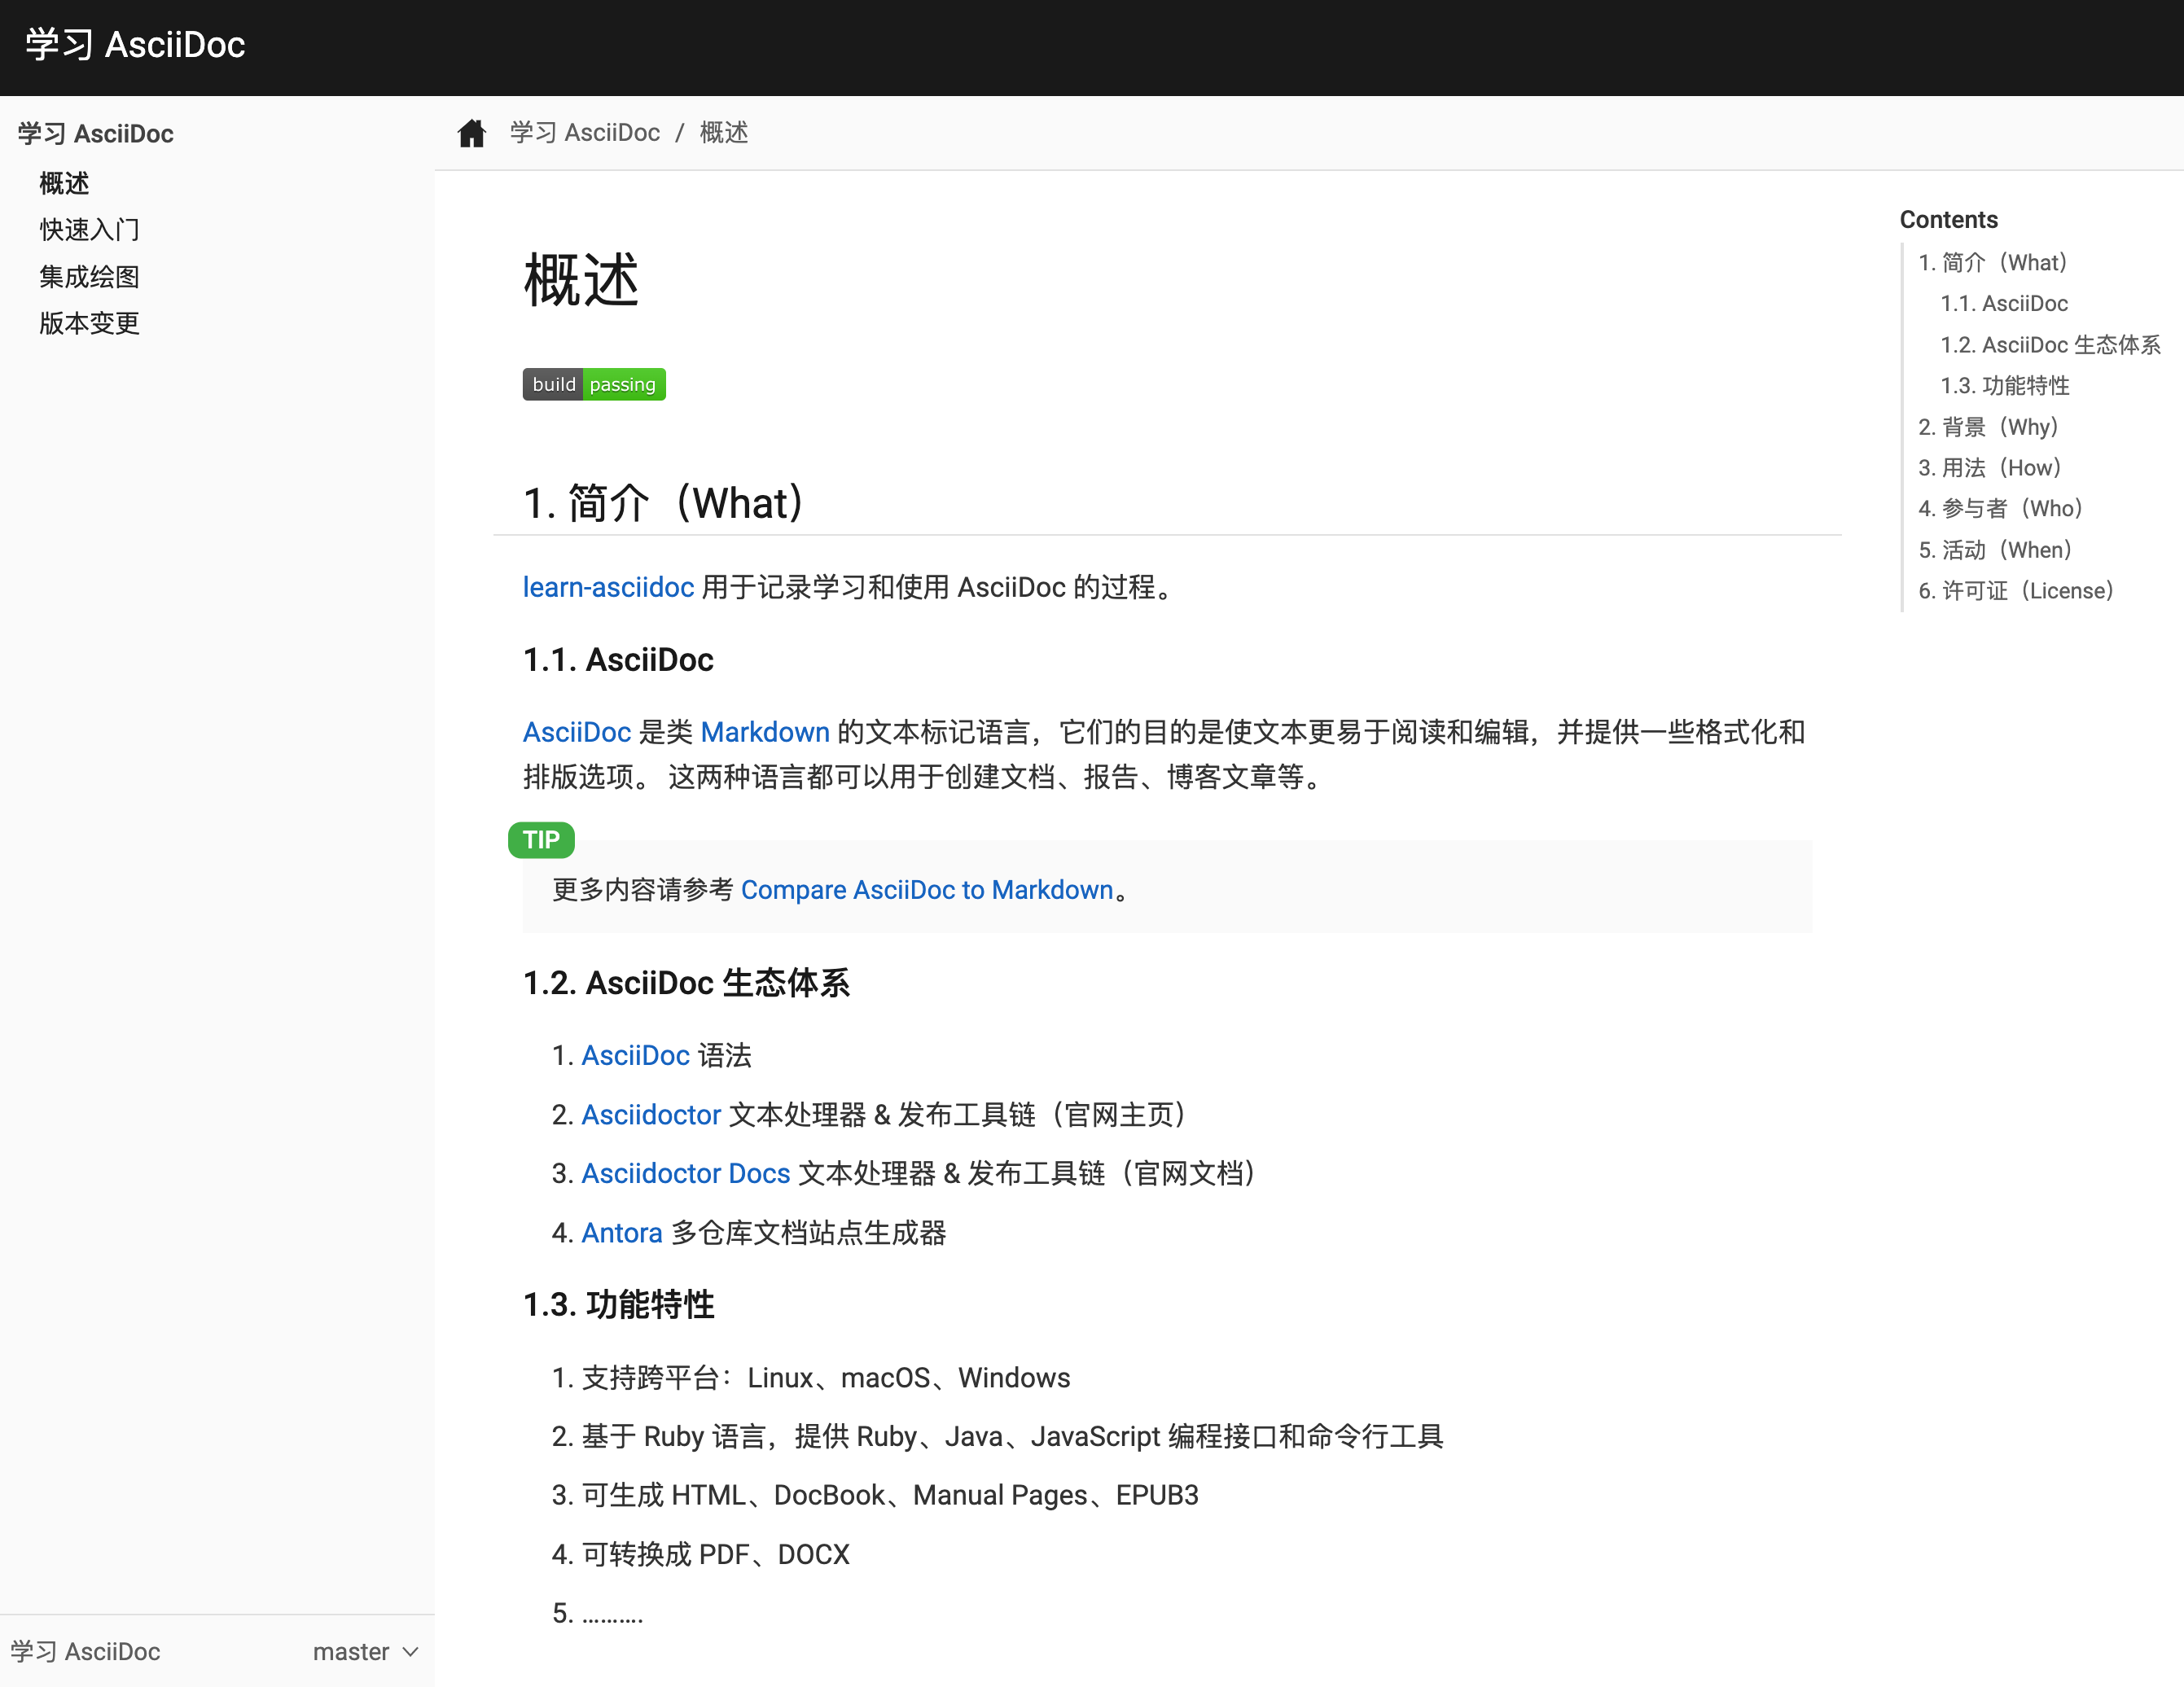 学习 AsciiDoc
学习 AsciiDoc
概述
快速入门
集成绘图
版本变更
学习 AsciiDoc / 概述
概述
build passing
1. 简介（What）
learn-asciidoc 用于记录学习和使用 AsciiDoc 的过程。
1.1. AsciiDoc
AsciiDoc 是类 Markdown 的文本标记语言，它们的目的是使文本更易于阅读和编辑，并提供一些格式化和
排版选项。 这两种语言都可以用于创建文档、报告、博客文章等。
TIP
更多内容请参考 Compare AsciiDoc to Markdown。
1.2. AsciiDoc 生态体系
1. AsciiDoc 语法
2. Asciidoctor 文本处理器 & 发布工具链（官网主页）
3. Asciidoctor Docs 文本处理器 & 发布工具链（官网文档）
4. Antora 多仓库文档站点生成器
1.3. 功能特性
1. 支持跨平台：Linux、macOS、Windows
2. 基于 Ruby 语言，提供 Ruby、Java、JavaScript 编程接口和命令行工具
3. 可生成 HTML、DocBook、Manual Pages、EPUB3
4. 可转换成 PDF、DOCX
5. ……….
Contents
1. 简介（What）
1.1. AsciiDoc
1.2. AsciiDoc 生态体系
1.3. 功能特性
2. 背景（Why）
3. 用法（How）
4. 参与者（Who）
5. 活动（When）
6. 许可证（License）
学习 AsciiDoc master